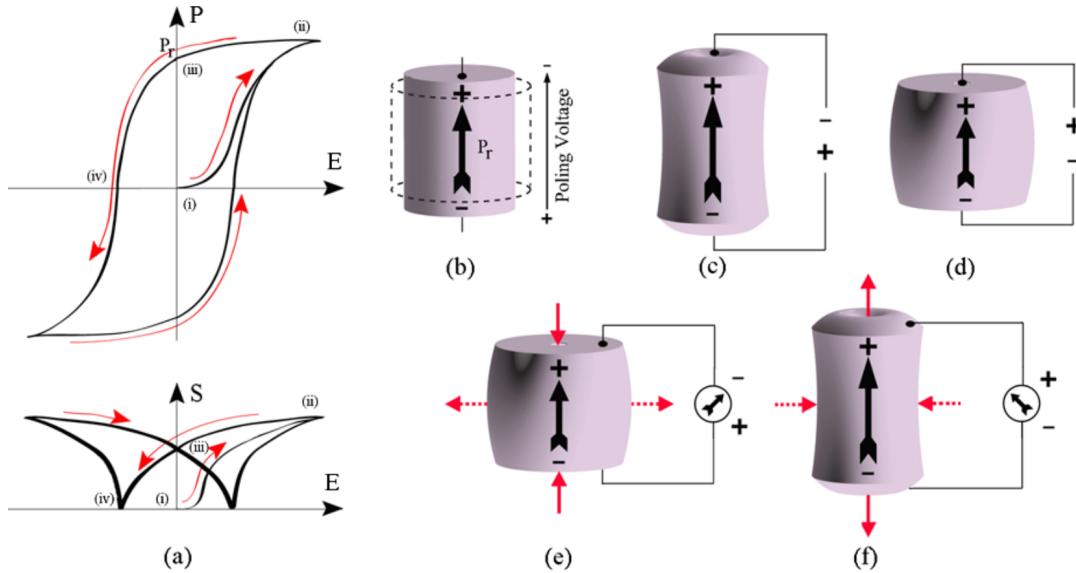 P
(ii)
Pr
(iii)
E
(iv)
(i)
S
(ii)
(iii)
E
(iv)
(i)
(a)
+
Pr
−
−
Poling Voltage
+
(b)
+
−
−
+
(c)
+
−
+
−
(d)
+
−
−
+
(e)
+
−
+
−
(f)